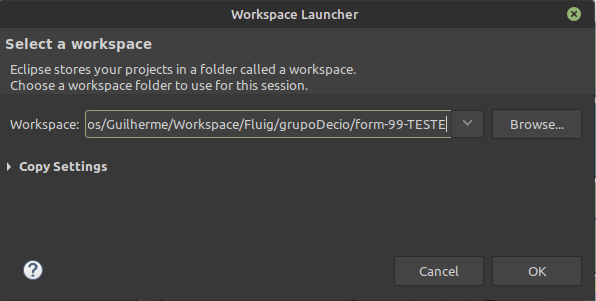 Workspace Launcher
Select a workspace
Eclipse stores your projects in a folder called a workspace.
Choose a workspace folder to use for this session.
Workspace: os/Guilherme/Workspace/Fluig/grupoDecio/form-99-TESTE Browse...
Copy Settings
? Cancel OK